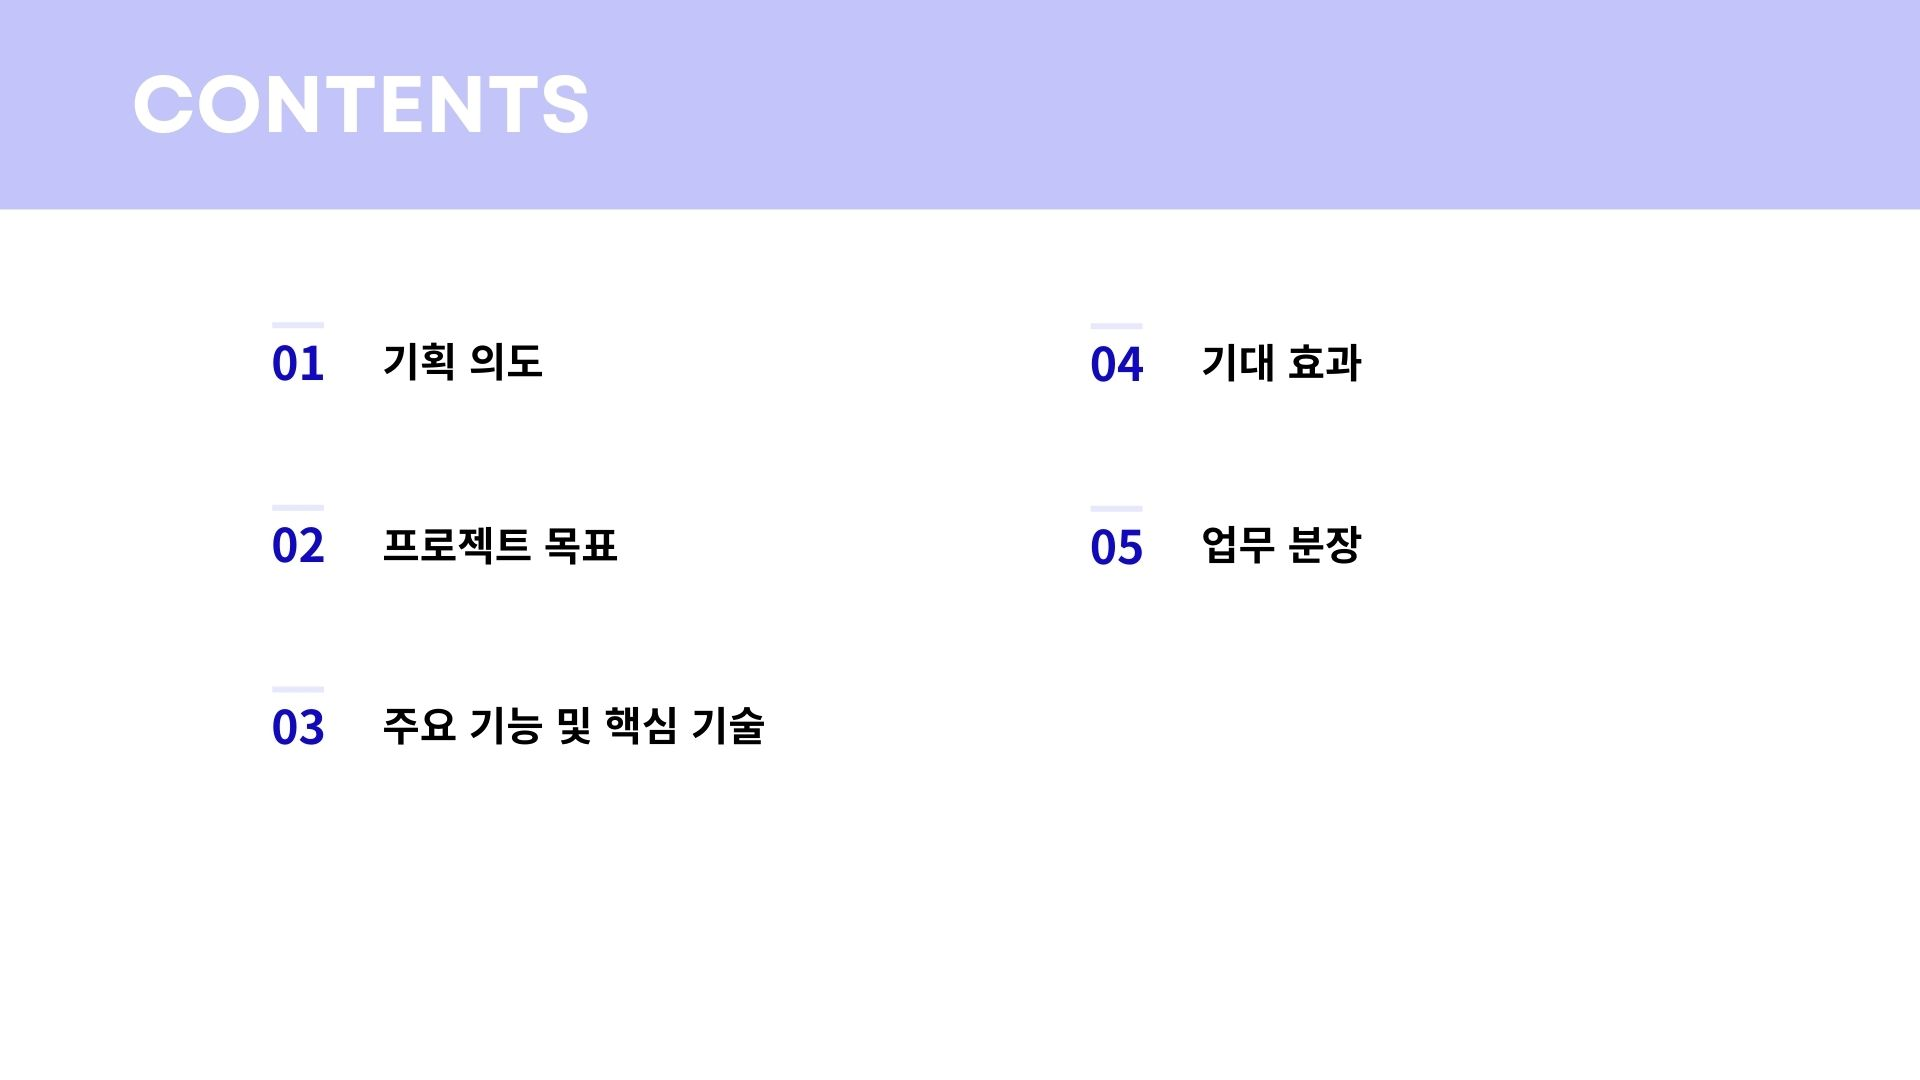 CONTENTS
01 기획 의도
02 프로젝트 목표
03 주요 기능 및 핵심 기술
04 기대 효과
05 업무 분장